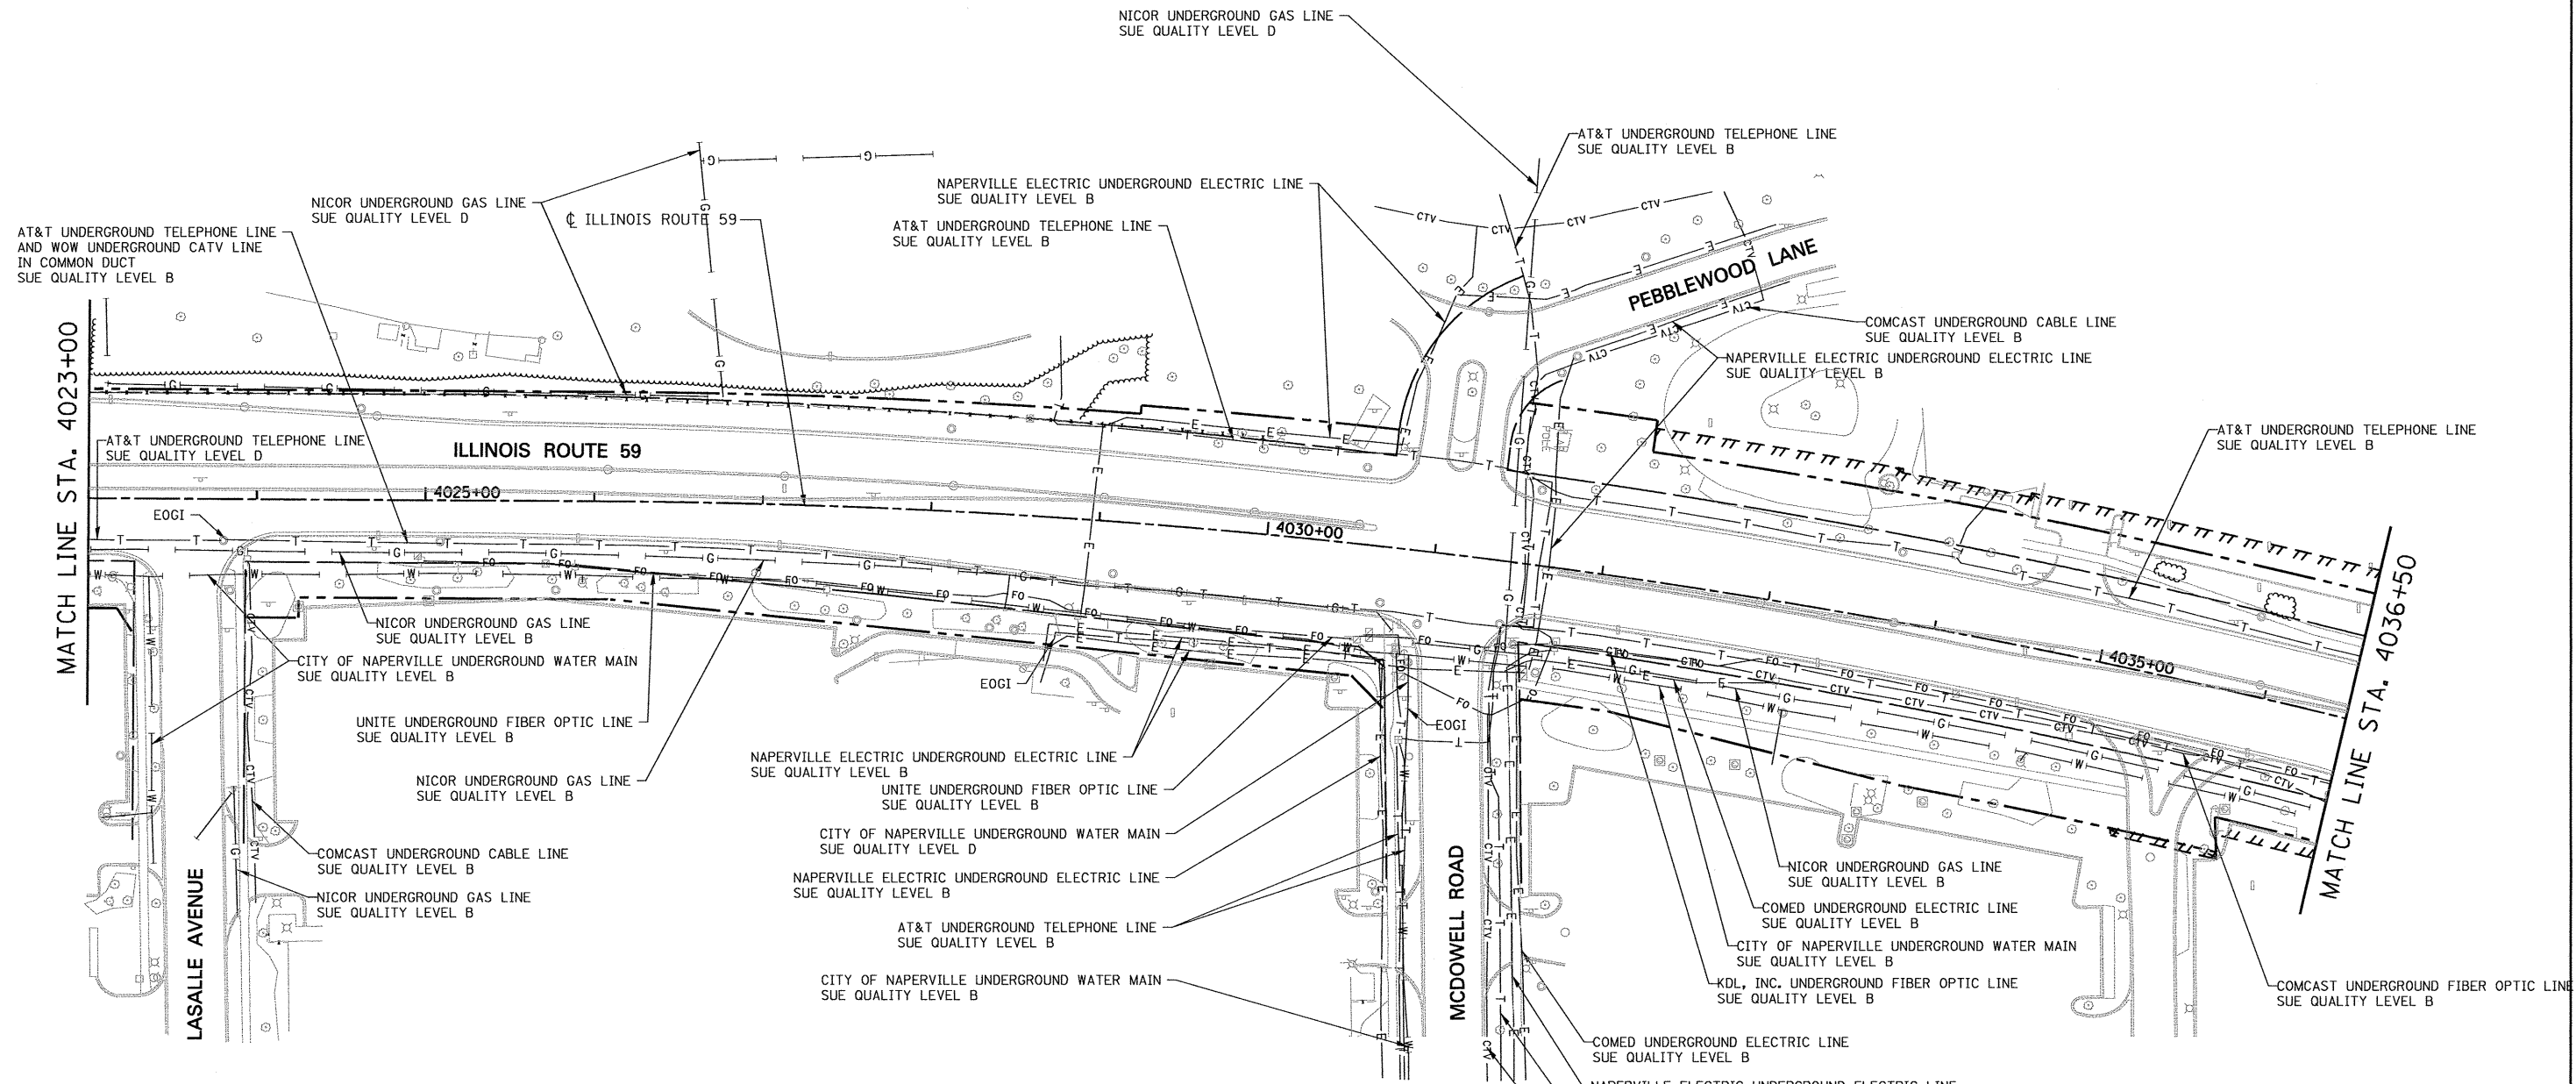 NICOR UNDERGROUND GAS LINE
SUE QUALITY LEVEL D
AT&T UNDERGROUND TELEPHONE LINE
SUE QUALITY LEVEL B
NAPERVILLE ELECTRIC UNDERGROUND ELECTRIC LINE
SUE QUALITY LEVEL B
NICOR UNDERGROUND GAS LINE
SUE QUALITY LEVEL D
℄ ILLINOIS ROUTE 59
AT&T UNDERGROUND TELEPHONE LINE
SUE QUALITY LEVEL B
AT&T UNDERGROUND TELEPHONE LINE
AND WOW UNDERGROUND CATV LINE
IN COMMON DUCT
SUE QUALITY LEVEL B
PEBBLEWOOD LANE
COMCAST UNDERGROUND CABLE LINE
SUE QUALITY LEVEL B
NAPERVILLE ELECTRIC UNDERGROUND ELECTRIC LINE
SUE QUALITY LEVEL B
MATCH LINE STA. 4023+00
AT&T UNDERGROUND TELEPHONE LINE
SUE QUALITY LEVEL D
ILLINOIS ROUTE 59
AT&T UNDERGROUND TELEPHONE LINE
SUE QUALITY LEVEL B
4025+00
EOGI
4030+00
4035+00
MATCH LINE STA. 4036+50
NICOR UNDERGROUND GAS LINE
SUE QUALITY LEVEL B
CITY OF NAPERVILLE UNDERGROUND WATER MAIN
SUE QUALITY LEVEL B
EOGI
UNITE UNDERGROUND FIBER OPTIC LINE
SUE QUALITY LEVEL B
EOGI
NAPERVILLE ELECTRIC UNDERGROUND ELECTRIC LINE
SUE QUALITY LEVEL B
NICOR UNDERGROUND GAS LINE
SUE QUALITY LEVEL B
UNITE UNDERGROUND FIBER OPTIC LINE
SUE QUALITY LEVEL B
CITY OF NAPERVILLE UNDERGROUND WATER MAIN
SUE QUALITY LEVEL D
COMCAST UNDERGROUND CABLE LINE
SUE QUALITY LEVEL B
NAPERVILLE ELECTRIC UNDERGROUND ELECTRIC LINE
SUE QUALITY LEVEL B
NICOR UNDERGROUND GAS LINE
SUE QUALITY LEVEL B
LASALLE AVENUE
AT&T UNDERGROUND TELEPHONE LINE
SUE QUALITY LEVEL B
CITY OF NAPERVILLE UNDERGROUND WATER MAIN
SUE QUALITY LEVEL B
MCDOWELL ROAD
NICOR UNDERGROUND GAS LINE
SUE QUALITY LEVEL B
COMED UNDERGROUND ELECTRIC LINE
SUE QUALITY LEVEL B
CITY OF NAPERVILLE UNDERGROUND WATER MAIN
SUE QUALITY LEVEL B
KDL, INC. UNDERGROUND FIBER OPTIC LINE
SUE QUALITY LEVEL B
COMCAST UNDERGROUND FIBER OPTIC LINE
SUE QUALITY LEVEL B
COMED UNDERGROUND ELECTRIC LINE
SUE QUALITY LEVEL B
NAPERVILLE ELECTRIC UNDERGROUND ELECTRIC LINE